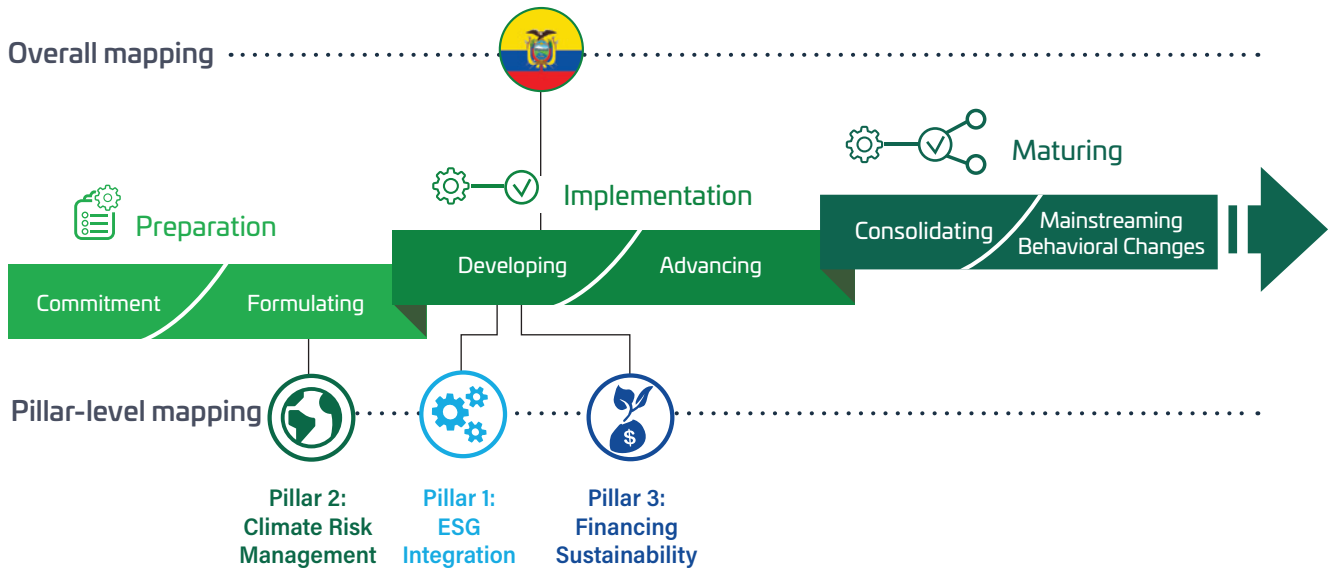 Overall mapping
Maturing
Implementation
Preparation
Consolidating
Mainstreaming
Behavioral Changes
Developing
Advancing
Commitment
Formulating
Pillar-level mapping
$
Pillar 2:
Climate Risk
Management
Pillar 1:
ESG
Integration
Pillar 3:
Financing
Sustainability